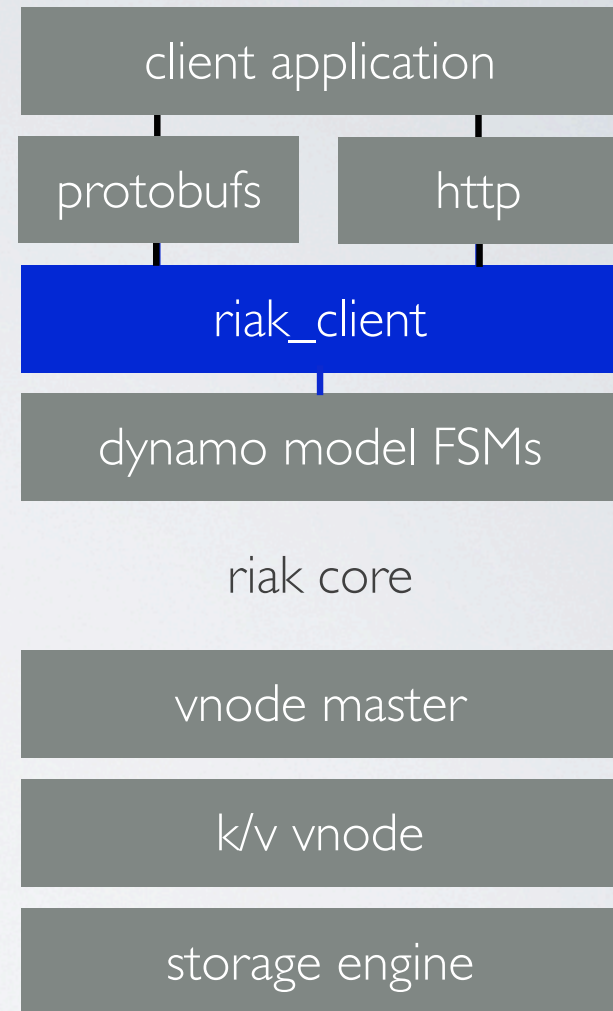 client application
protobufs
http
riak_client
dynamo model FSMs
riak core
vnode master
k/v vnode
storage engine